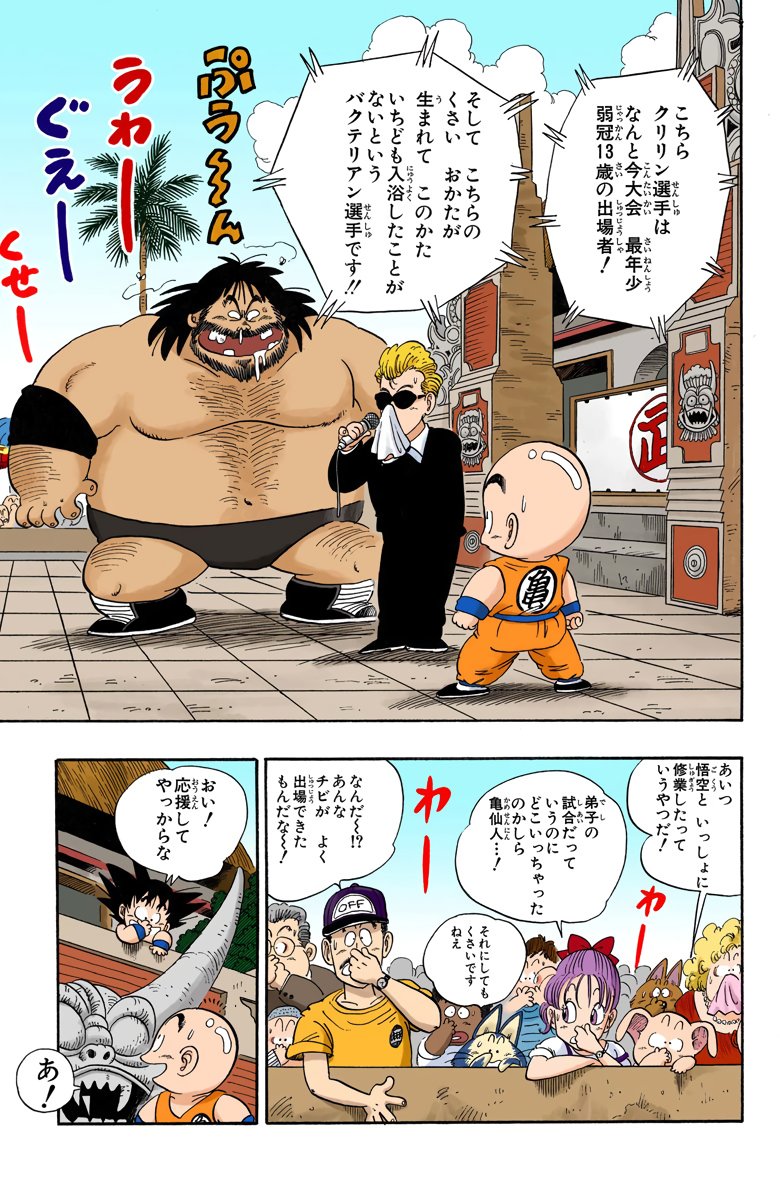 こちら
クリリン選手は
なんと今大会　最年少
弱冠13歳の出場者！
そして　こちらの
くさい　おかたが
生まれて　このかた
いちども入浴したことが
ないという
バクテリアン選手です!!
ぷう〜〜ん
うわー
ぐえー
くせー
武
亀
あいつ
悟空と　いっしょに
修業したって
いうやつだ！
わー
弟子の
試合だって
いうのに
どこいっちゃった
のかしら
亀仙人…！
それにしても
くさいです
ねえ
わー
なんだ〜!?
あんな
チビが　よく
出場できた
もんだな〜！
OFF
おい！
応援して
やっからな
あ！